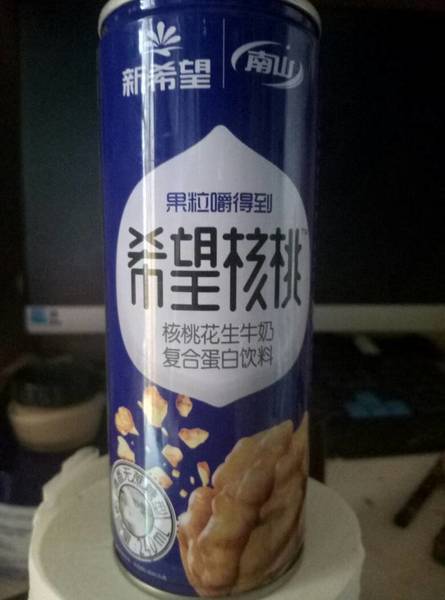 新希望 南山
果粒嚼得到
希望核桃
核桃花生牛奶
复合蛋白饮料